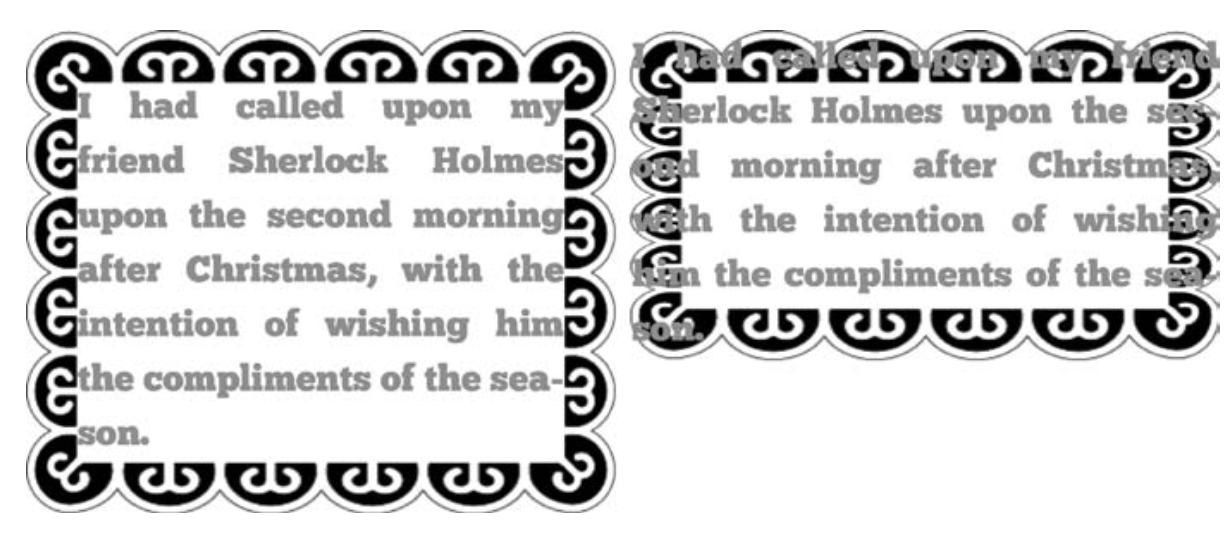 I had called upon my
friend Sherlock Holmes
upon the second morning
after Christmas, with the
intention of wishing him
the compliments of the sea-
son.
I had called upon my friend
Sherlock Holmes upon the sec-
ond morning after Christmas,
with the intention of wishing
him the compliments of the sea-
son.